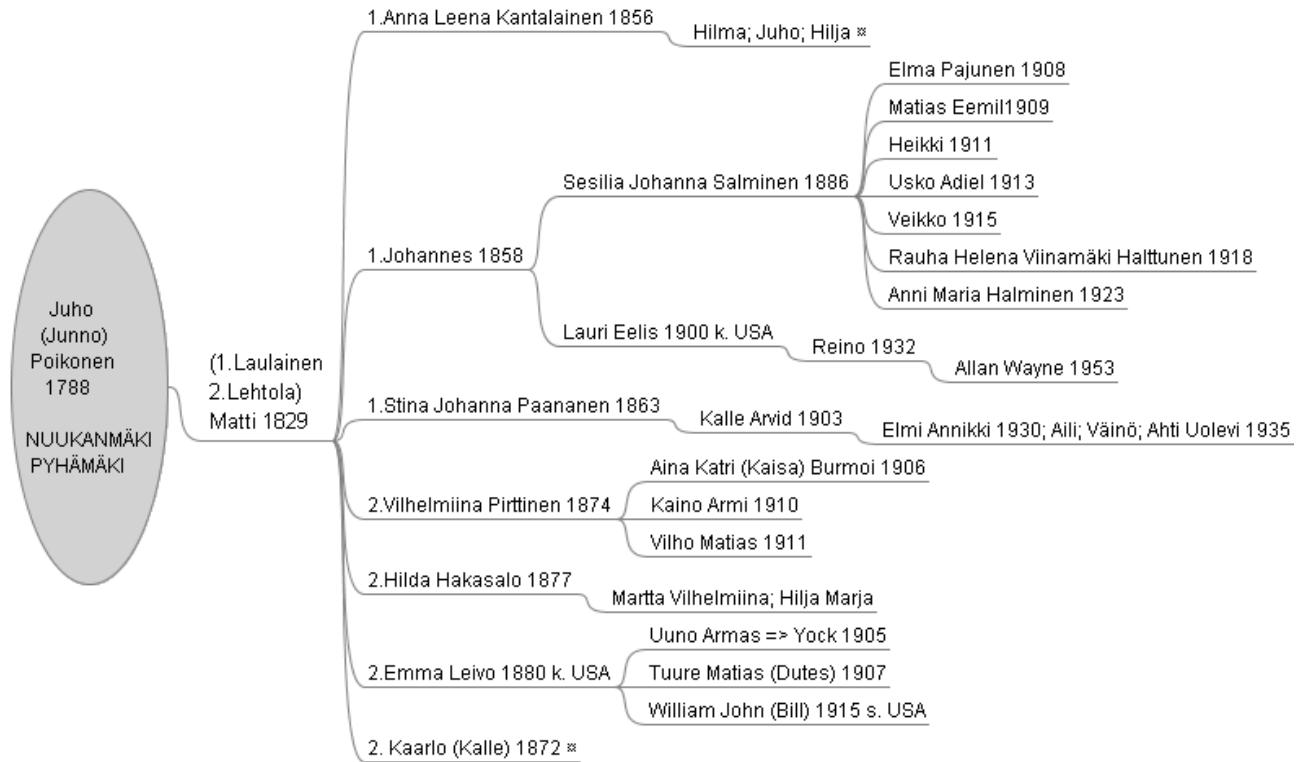 Juho
(Junno)
Poikonen
1788
NUUKANMÄKI
PYHÄMÄKI
(1.Laulainen
2.Lehtola)
Matti 1829
1.Anna Leena Kantalainen 1856
Hilma; Juho; Hilja ¤
1.Johannes 1858
Sesilia Johanna Salminen 1886
Elma Pajunen 1908
Matias Eemil1909
Heikki 1911
Usko Adiel 1913
Veikko 1915
Rauha Helena Viinamäki Halttunen 1918
Anni Maria Halminen 1923
Lauri Eelis 1900 k. USA
Reino 1932
Allan Wayne 1953
1.Stina Johanna Paananen 1863
Kalle Arvid 1903
Elmi Annikki 1930; Aili; Väinö; Ahti Uolevi 1935
2.Vilhelmiina Pirttinen 1874
Aina Katri (Kaisa) Burmoi 1906
Kaino Armi 1910
Vilho Matias 1911
2.Hilda Hakasalo 1877
Martta Vilhelmiina; Hilja Marja
2.Emma Leivo 1880 k. USA
Uuno Armas => Yock 1905
Tuure Matias (Dutes) 1907
William John (Bill) 1915 s. USA
2. Kaarlo (Kalle) 1872 ¤